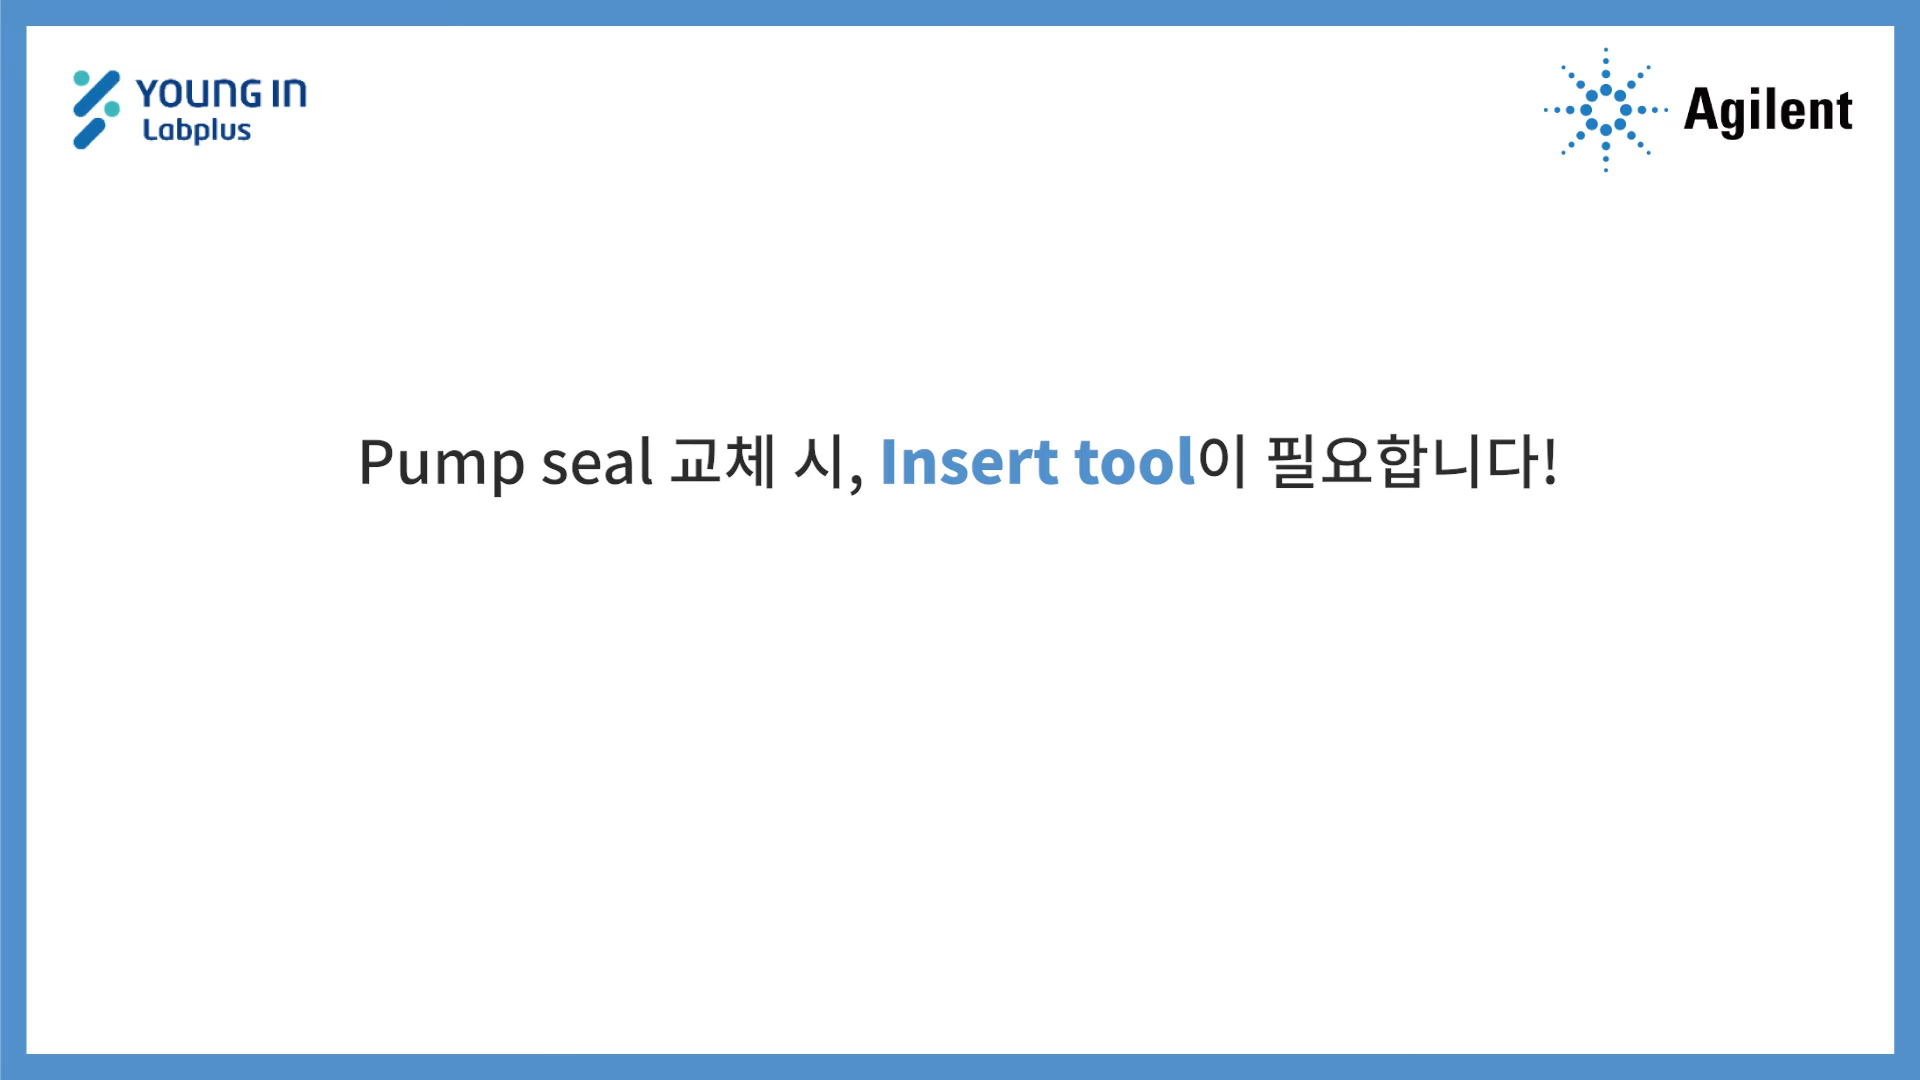 YOUNG IN
Labplus
Agilent
Pump seal 교체 시, Insert tool이 필요합니다!